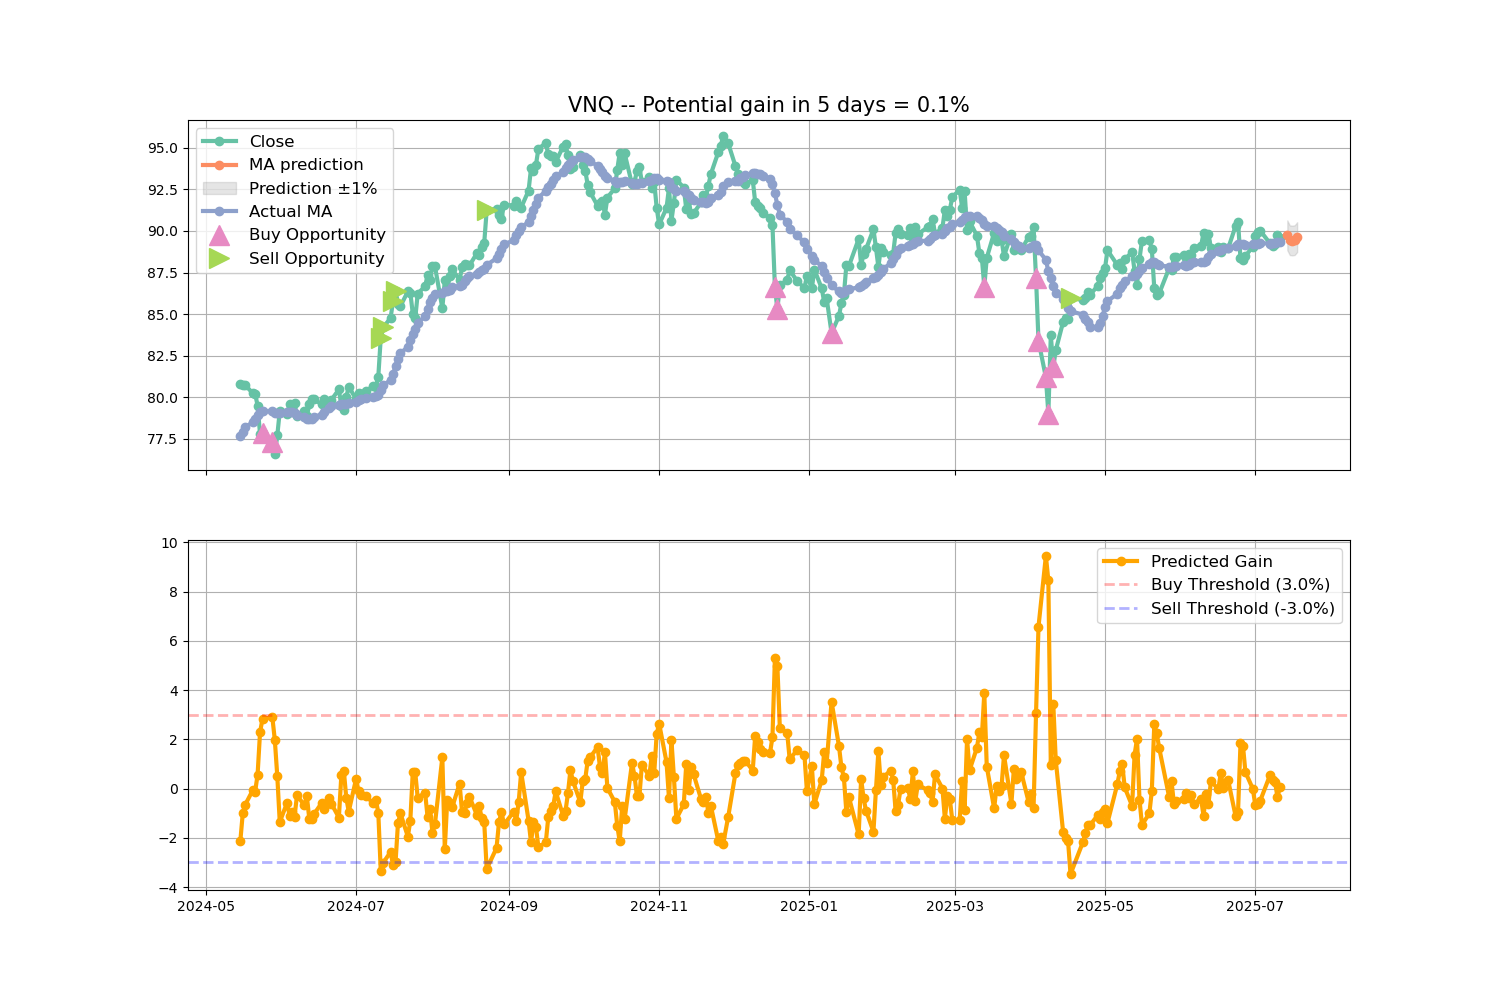 VNQ -- Potential gain in 5 days = 0.1%
95.0
92.5
90.0
87.5
85.0
82.5
80.0
77.5
Close
MA prediction
Prediction ±1%
Actual MA
Buy Opportunity
Sell Opportunity
10
8
6
4
2
0
−2
−4
Predicted Gain
Buy Threshold (3.0%)
Sell Threshold (-3.0%)
2024-05 2024-07 2024-09 2024-11 2025-01 2025-03 2025-05 2025-07